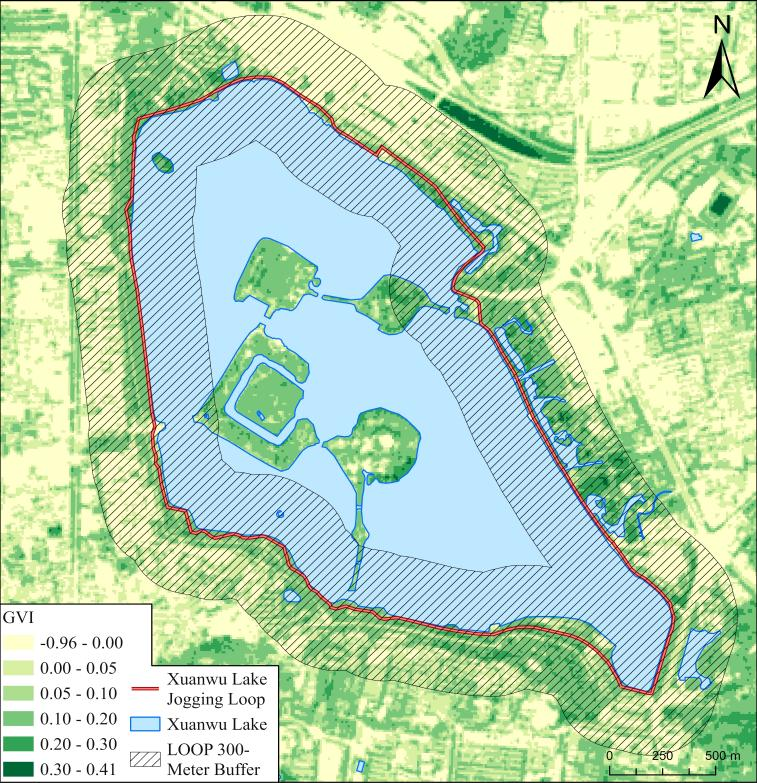 N
GVI
-0.96 - 0.00
0.00 - 0.05
0.05 - 0.10
0.10 - 0.20
0.20 - 0.30
0.30 - 0.41
Xuanwu Lake
Jogging Loop
Xuanwu Lake
LOOP 300-
Meter Buffer
0 250 500 m